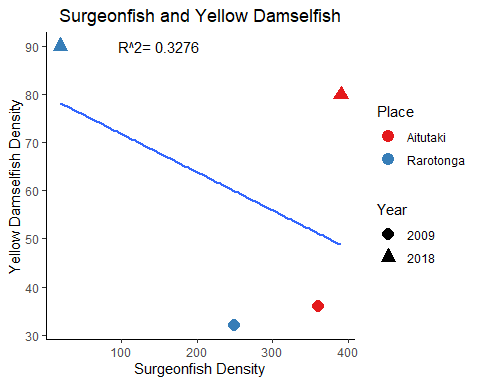 Surgeonfish and Yellow Damselfish
R^2= 0.3276
Yellow Damselfish Density
90
80
70
60
50
40
30
100
200
300
400
Surgeonfish Density
Place
Aitutaki
Rarotonga
Year
2009
2018